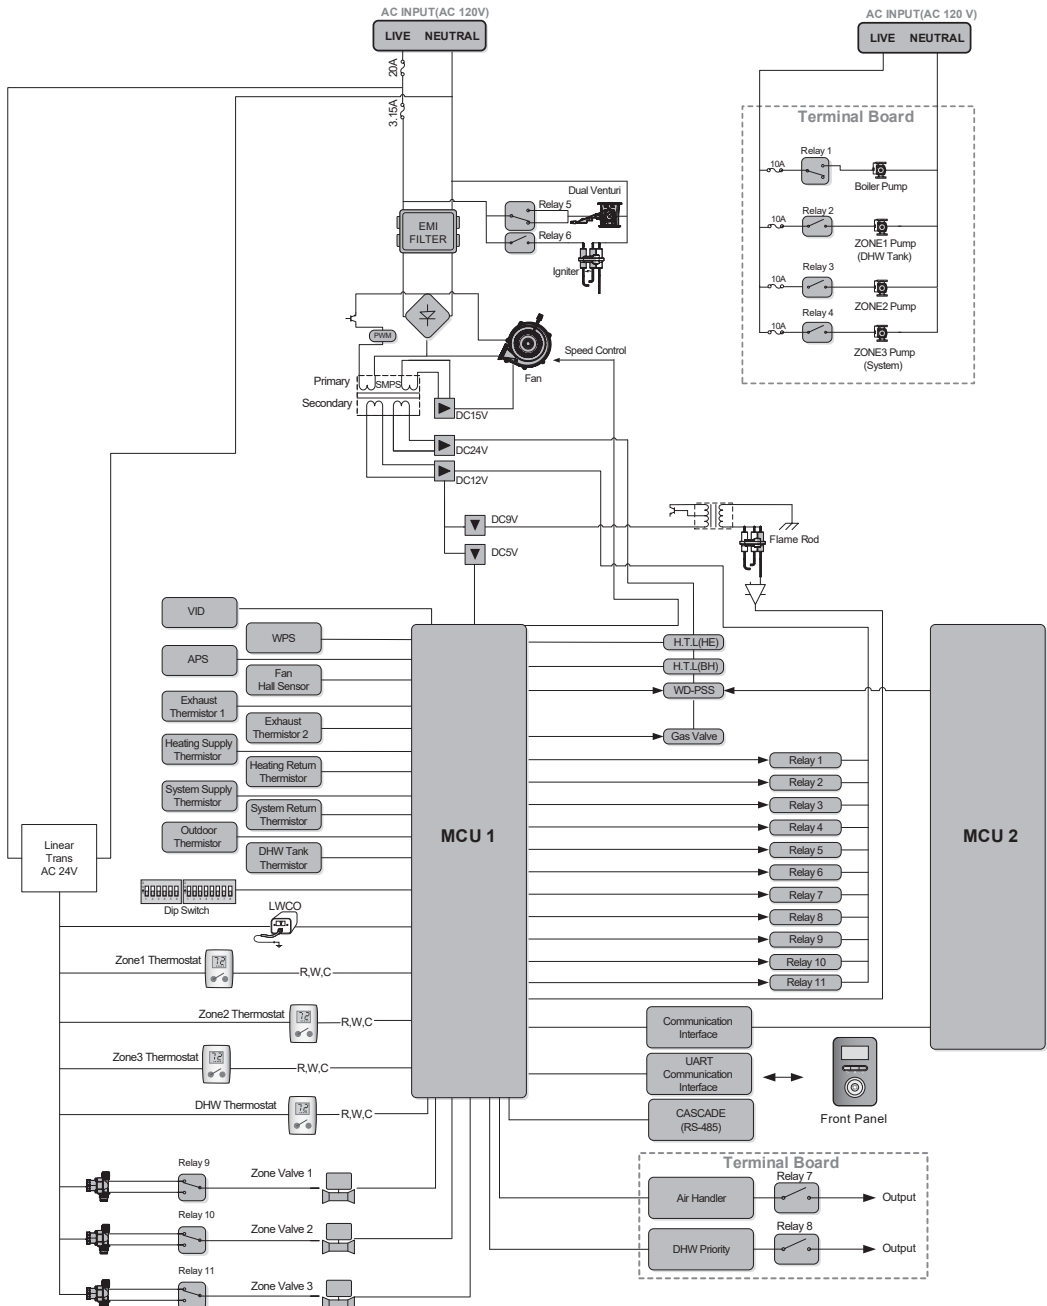 AC INPUT(AC 120V)
LIVE NEUTRAL
AC INPUT(AC 120 V)
LIVE NEUTRAL
20A
3.15A
Terminal Board
Relay 1
10A
Boiler Pump
Relay 2
10A
ZONE1 Pump
(DHW Tank)
Relay 3
10A
ZONE2 Pump
Relay 4
10A
ZONE3 Pump
(System)
Dual Venturi
Relay 5
EMI
FILTER
Relay 6
Igniter
PWM
Speed Control
Fan
Primary
SMPS
Secondary
DC15V
DC24V
DC12V
DC9V
DC5V
Flame Rod
VID
WPS
APS
Fan
Hall Sensor
Exhaust
Thermistor 1
Exhaust
Thermistor 2
Heating Supply
Thermistor
Heating Return
Thermistor
System Supply
Thermistor
System Return
Thermistor
Outdoor
Thermistor
DHW Tank
Thermistor
Dip Switch
LWCO
Linear
Trans
AC 24V
MCU 1
MCU 2
H.T.L(HE)
H.T.L(BH)
WD-PSS
Gas Valve
Relay 1
Relay 2
Relay 3
Relay 4
Relay 5
Relay 6
Relay 7
Relay 8
Relay 9
Relay 10
Relay 11
Zone1 Thermostat
R,W,C
Zone2 Thermostat
R,W,C
Zone3 Thermostat
R,W,C
DHW Thermostat
R,W,C
Communication
Interface
UART
Communication
Interface
CASCADE
(RS-485)
Front Panel
Relay 9
Zone Valve 1
Relay 10
Zone Valve 2
Relay 11
Zone Valve 3
Terminal Board
Relay 7
Air Handler
Output
Relay 8
DHW Priority
Output